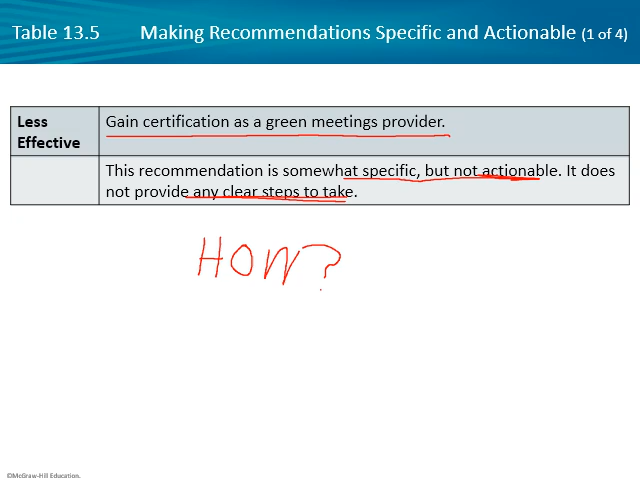 Table 13.5 Making Recommendations Specific and Actionable (1 of 4)
Less Effective
Gain certification as a green meetings provider.
This recommendation is somewhat specific, but not actionable. It does
not provide any clear steps to take.
HOW?
©McGraw-Hill Education.